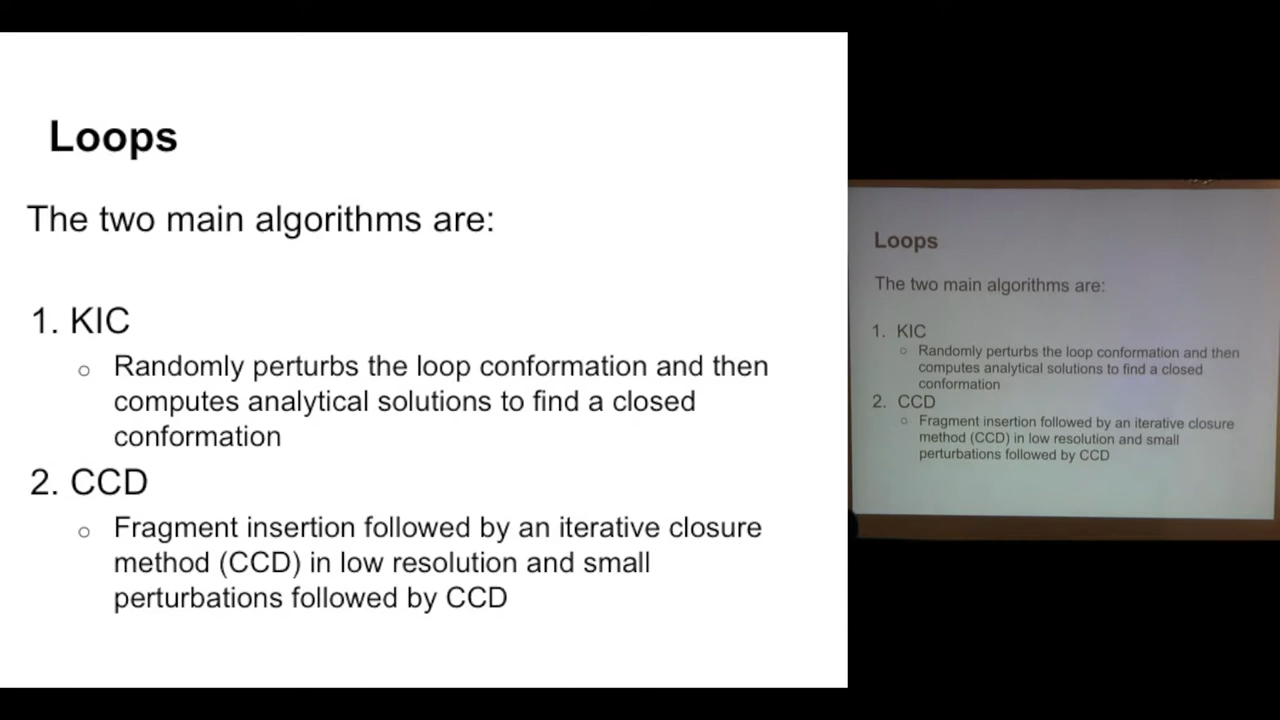 Loops
The two main algorithms are:
1. KIC
○ Randomly perturbs the loop conformation and then
computes analytical solutions to find a closed
conformation
2. CCD
○ Fragment insertion followed by an iterative closure
method (CCD) in low resolution and small
perturbations followed by CCD
Loops
The two main algorithms are:
1. KIC
○ Randomly perturbs the loop conformation and then
computes analytical solutions to find a closed
conformation
2. CCD
○ Fragment insertion followed by an iterative closure
method (CCD) in low resolution and small
perturbations followed by CCD